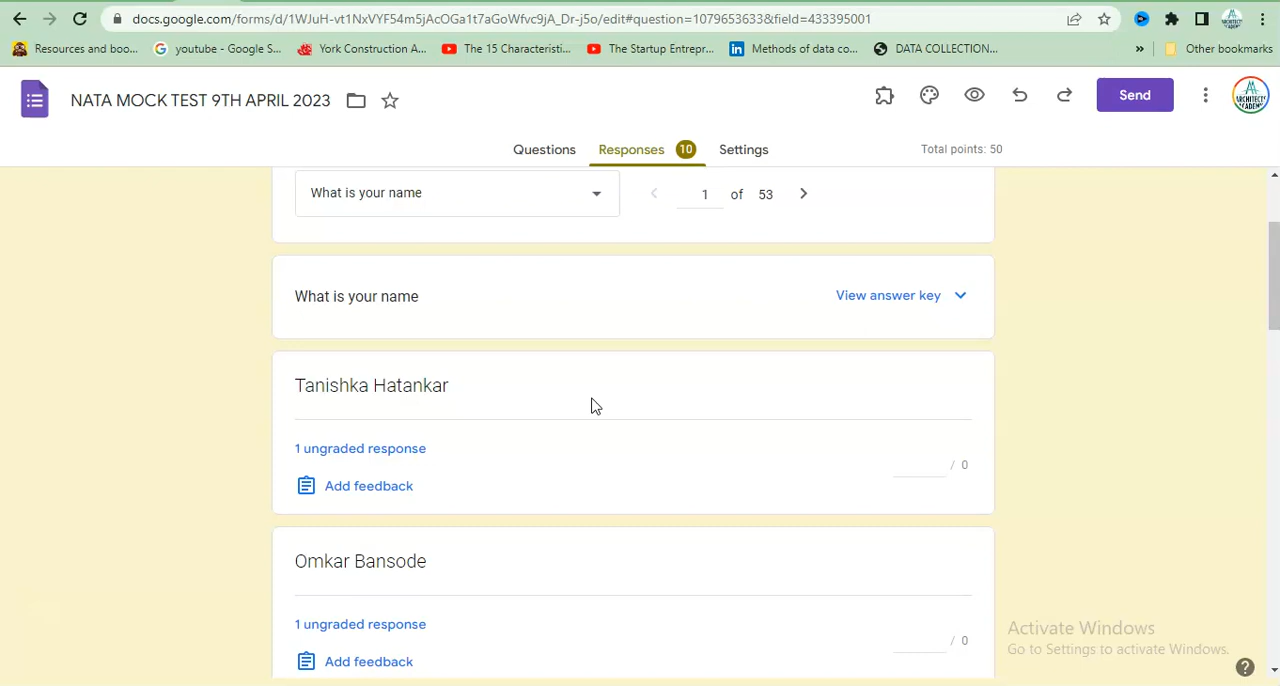 docs.google.com/forms/d/1WJuH-vt1NxVYF54m5jAcOGa1t7aGoWfvc9jA_Dr-j5o/edit#question=1079653633&field=433395001
Resources and boo... youtube - Google S... York Construction A... The 15 Characteristi... The Startup Entrepr... Methods of data co... DATA COLLECTION... » Other bookmarks
NATA MOCK TEST 9TH APRIL 2023 Send
Questions Responses 10 Settings Total points: 50
What is your name 1 of 53
What is your name View answer key
Tanishka Hatankar
1 ungraded response
/ 0
Add feedback
Omkar Bansode
1 ungraded response
/ 0
Add feedback
Activate Windows
Go to Settings to activate Windows.